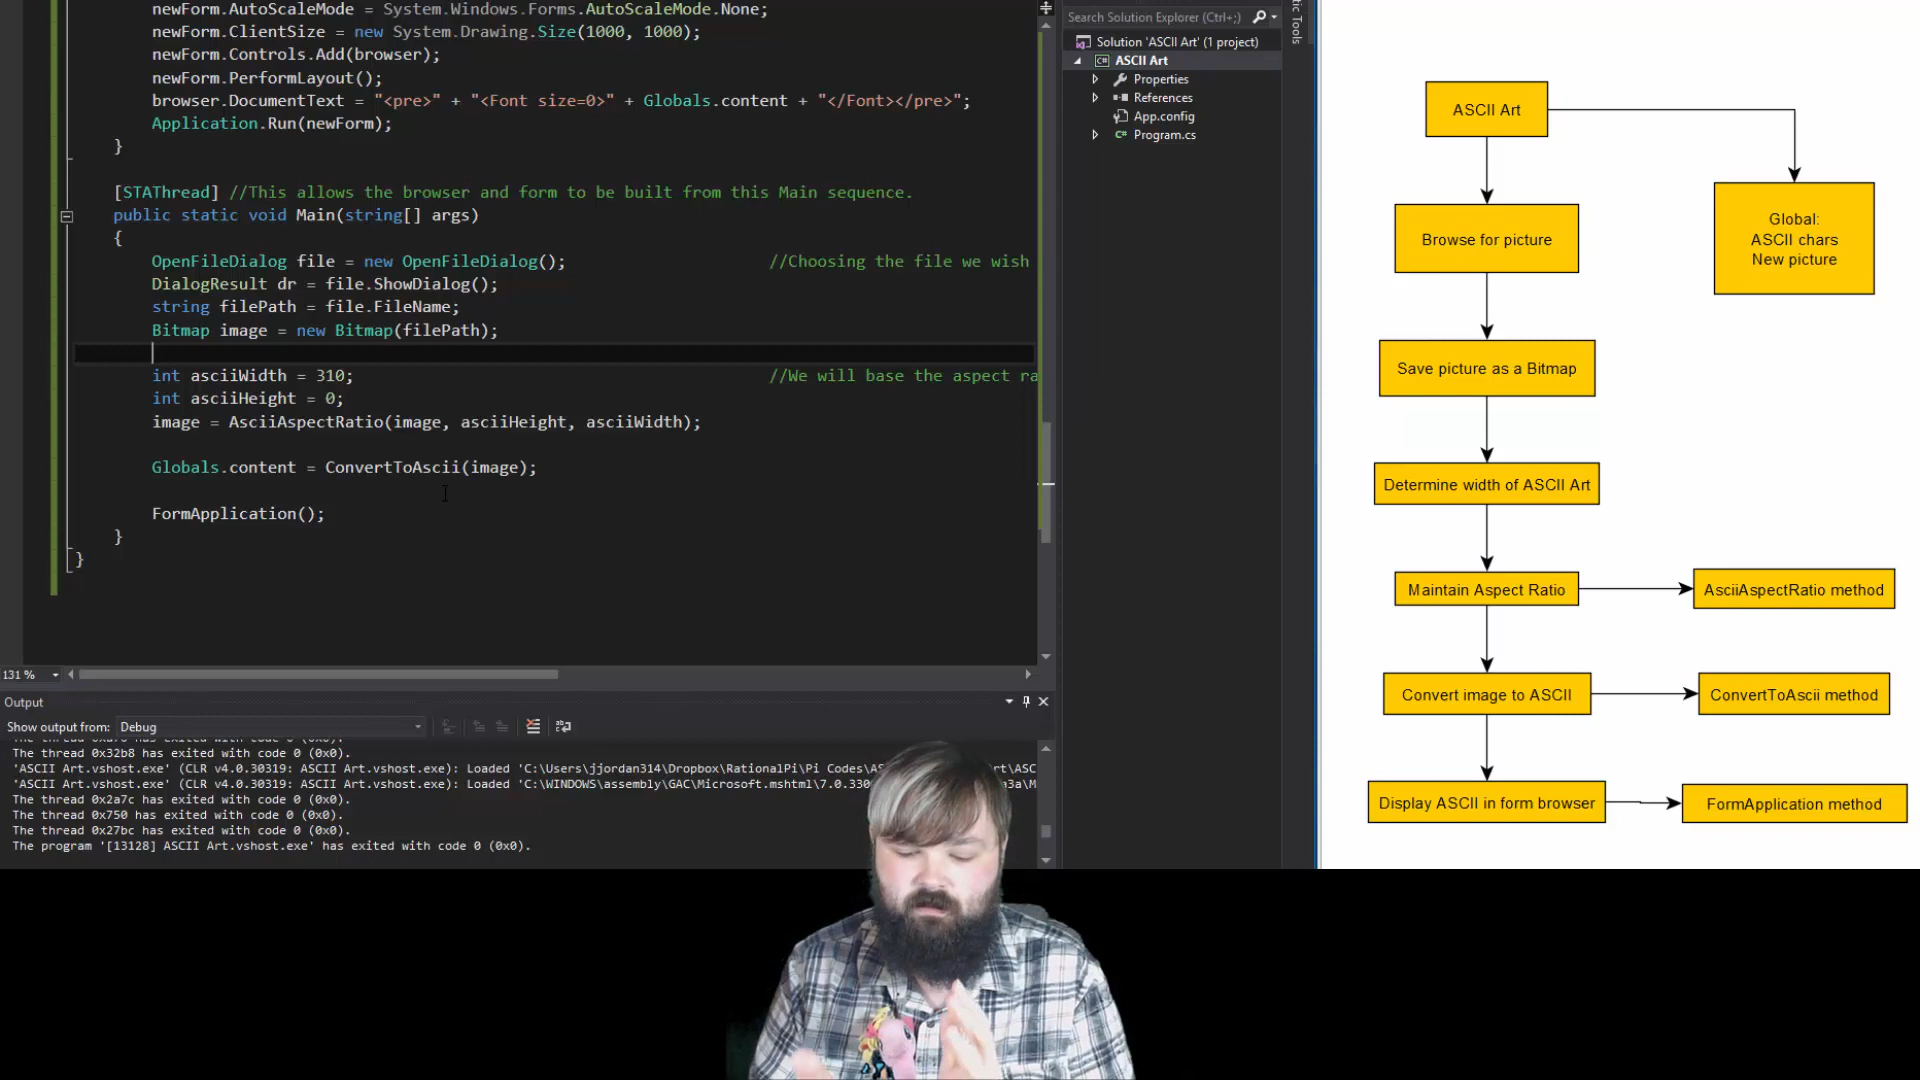 newForm.AutoScaleMode = System.Windows.Forms.AutoScaleMode.None;
newForm.ClientSize = new System.Drawing.Size(1000, 1000);
newForm.Controls.Add(browser);
newForm.PerformLayout();
browser.DocumentText = "<pre>" + "<Font size=0>" + Globals.content + "</Font></pre>";
Application.Run(newForm);
}
[STAThread] //This allows the browser and form to be built from this Main sequence.
public static void Main(string[] args)
{
OpenFileDialog file = new OpenFileDialog(); //Choosing the file we wish
DialogResult dr = file.ShowDialog();
string filePath = file.FileName;
Bitmap image = new Bitmap(filePath);
int asciiWidth = 310; //We will base the aspect ra
int asciiHeight = 0;
image = AsciiAspectRatio(image, asciiHeight, asciiWidth);
Globals.content = ConvertToAscii(image);
FormApplication();
}
}
131 %
Output
Show output from: Debug
The thread 0x32b8 has exited with code 0 (0x0).
'ASCII Art.vshost.exe' (CLR v4.0.30319: ASCII Art.vshost.exe): Loaded 'C:\Users\jjordan314\Dropbox\RationalPi\Pi Codes\AS Art\ASC
'ASCII Art.vshost.exe' (CLR v4.0.30319: ASCII Art.vshost.exe): Loaded 'C:\WINDOWS\assembly\GAC\Microsoft.mshtml\7.0.330 a3a\M
The thread 0x2a7c has exited with code 0 (0x0).
The thread 0x750 has exited with code 0 (0x0).
The thread 0x27bc has exited with code 0 (0x0).
The program '[13128] ASCII Art.vshost.exe' has exited with code 0 (0x0).
Search Solution Explorer (Ctrl+;)
Solution 'ASCII Art' (1 project)
ASCII Art
Properties
References
App.config
Program.cs
tic Tools
ASCII Art
Global:
ASCII chars
New picture
Browse for picture
Save picture as a Bitmap
Determine width of ASCII Art
Maintain Aspect Ratio
AsciiAspectRatio method
Convert image to ASCII
ConvertToAscii method
Display ASCII in form browser
FormApplication method